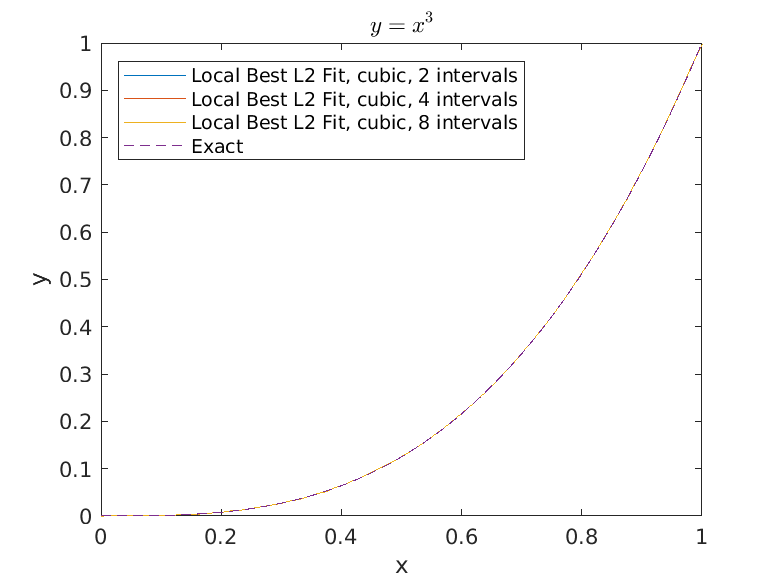 y = x³
1
0.9
0.8
0.7
0.6
0.5
0.4
0.3
0.2
0.1
0
y
Local Best L2 Fit, cubic, 2 intervals
Local Best L2 Fit, cubic, 4 intervals
Local Best L2 Fit, cubic, 8 intervals
Exact
0 0.2 0.4 0.6 0.8 1
x